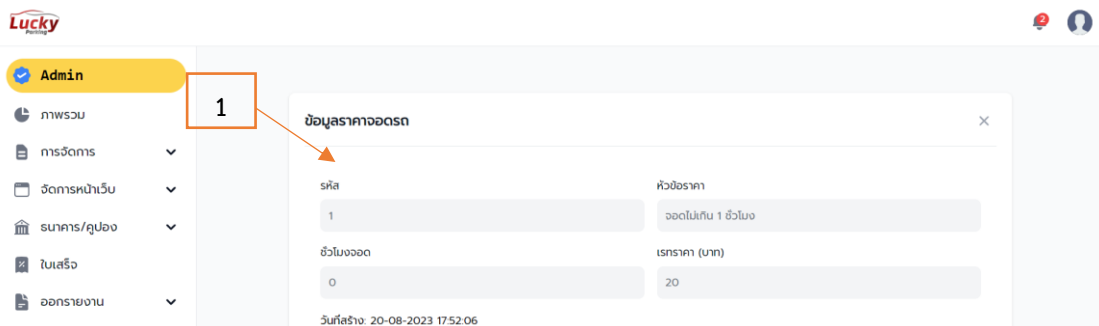 Lucky
Parking
2
Admin
ภาพรวม
การจัดการ
จัดการหน้าเว็บ
ธนาคาร/คูปอง
ใบเสร็จ
ออกรายงาน
1
ข้อมูลราคาจอดรถ
รหัส
หัวข้อราคา
1
จอดไม่เกิน 1 ชั่วโมง
ชั่วโมงจอด
เรทราคา (บาท)
0
20
วันที่สร้าง: 20-08-2023 17:52:06